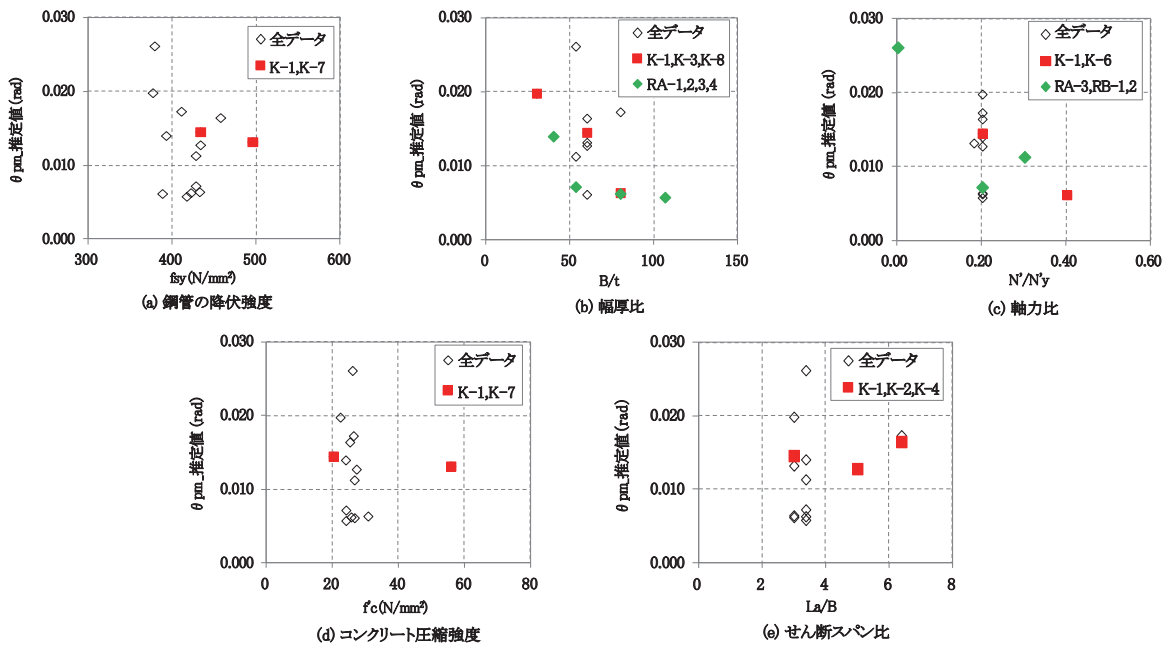 0.030
0.020
0.010
0.000
θpm_推定値(rad)
全データ
K-1,K-7
300
400
500
600
fsy(N/mm²)
(a) 鋼管の降伏強度
0.030
0.020
0.010
0.000
θpm_推定値(rad)
全データ
K-1,K-3,K-8
RA-1,2,3,4
0
50
100
150
B/t
(b) 幅厚比
0.030
0.020
0.010
0.000
θpm_推定値(rad)
全データ
K-1,K-6
RA-3,RB-1,2
0.00
0.20
0.40
0.60
N'/N'y
(c) 軸力比
0.030
0.020
0.010
0.000
θpm_推定値(rad)
全データ
K-1,K-7
0
20
40
60
80
f'c(N/mm²)
(d) コンクリート圧縮強度
0.030
0.020
0.010
0.000
θpm_推定値(rad)
全データ
K-1,K-2,K-4
0
2
4
6
8
La/B
(e) せん断スパン比